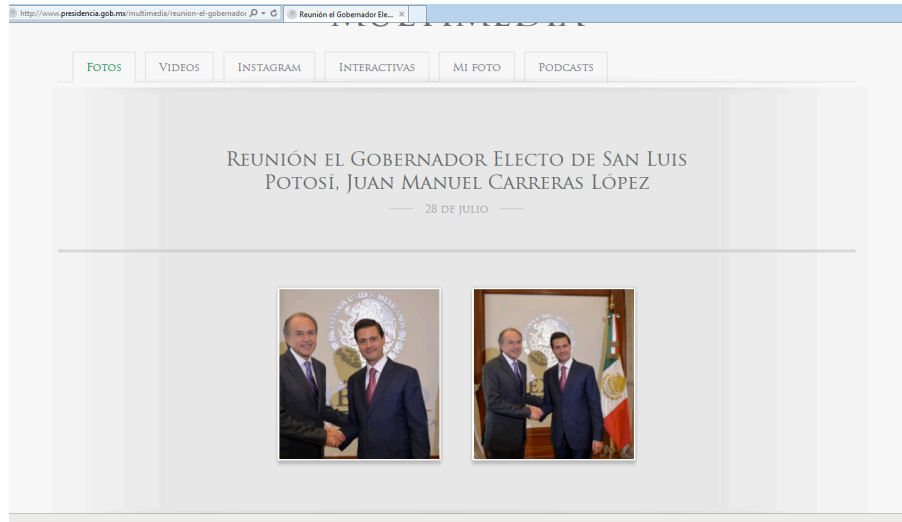 http://www.presidencia.gob.mx/multimedia/reunion-el-gobernador
Reunión el Gobernador Ele...
MULTIMEDIA
Fotos Videos Instagram Interactivas Mi foto Podcasts
Reunión el Gobernador Electo de San Luis
Potosí, Juan Manuel Carreras López
28 de julio